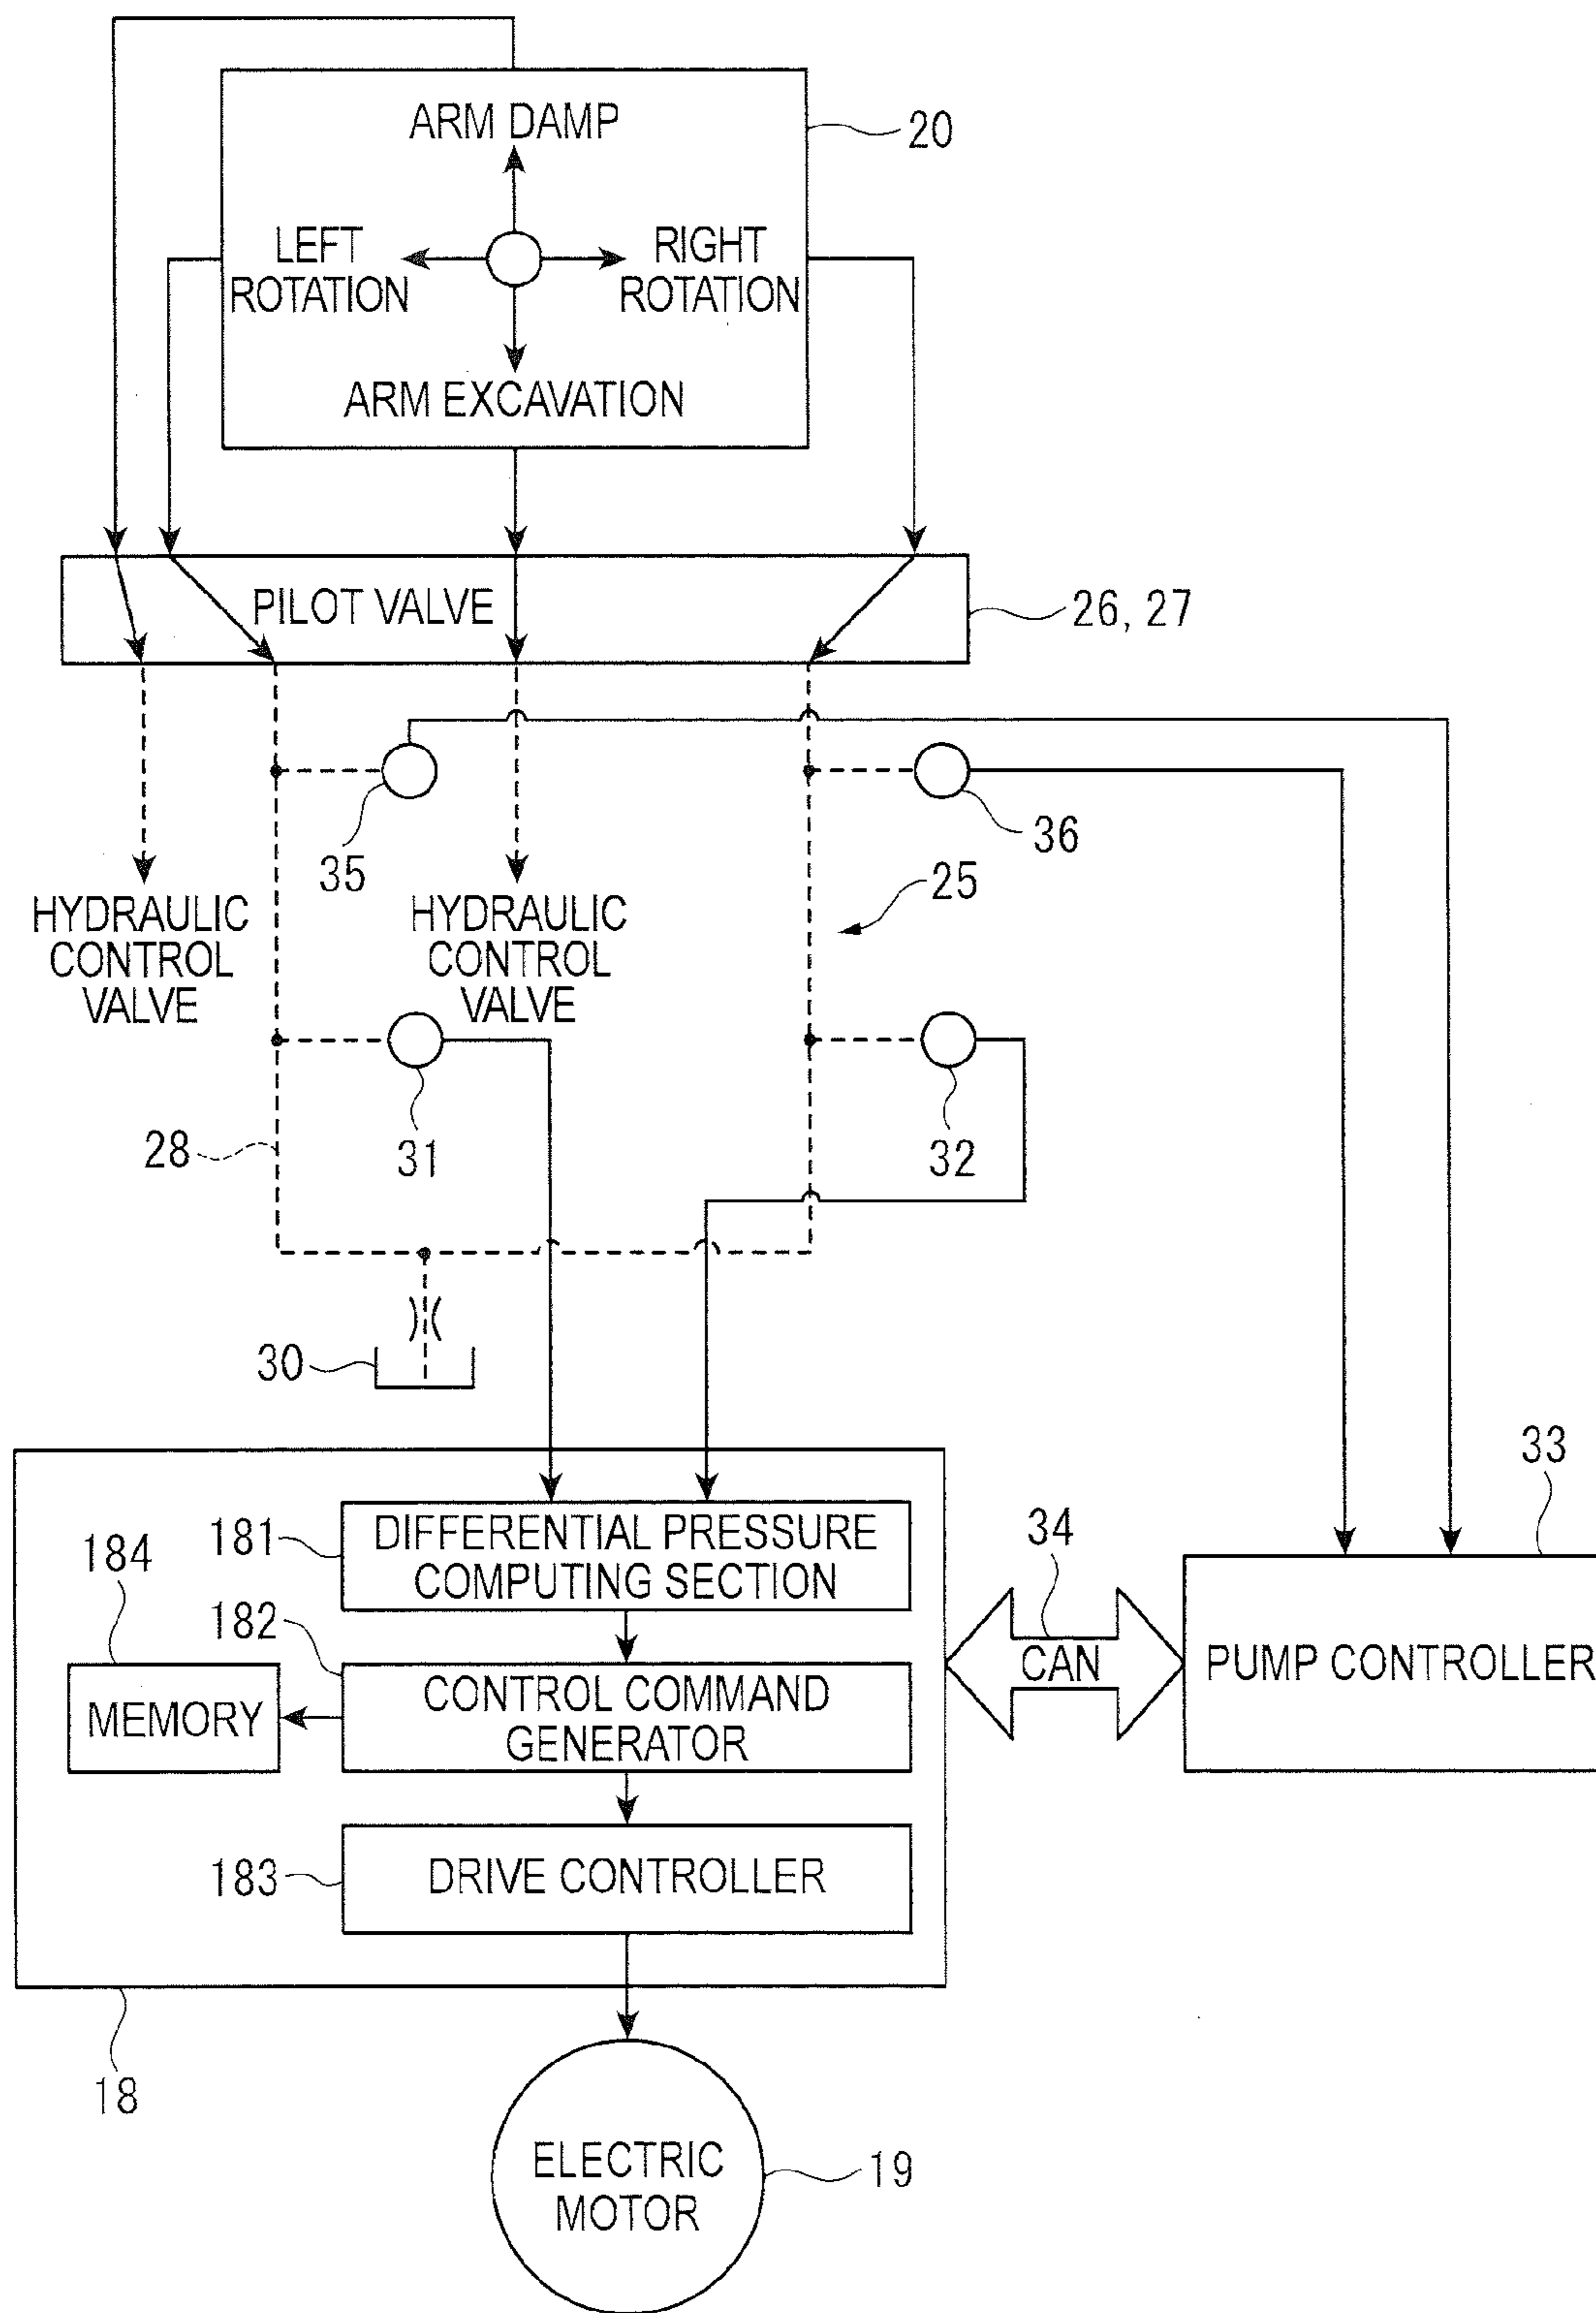 ARM DAMP
20
LEFT
ROTATION
RIGHT
ROTATION
ARM EXCAVATION
PILOT VALVE
26, 27
35
36
25
HYDRAULIC
CONTROL
VALVE
HYDRAULIC
CONTROL
VALVE
28
31
32
30
33
181
DIFFERENTIAL PRESSURE
COMPUTING SECTION
34
184
182
CAN
PUMP CONTROLLER
MEMORY
CONTROL COMMAND
GENERATOR
183
DRIVE CONTROLLER
18
ELECTRIC
MOTOR
19